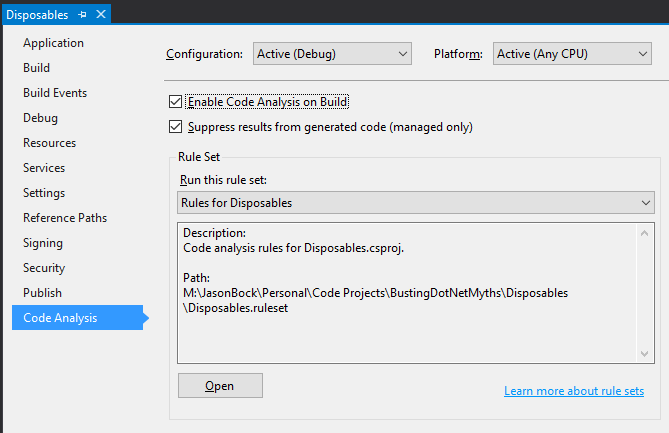 Disposables
Application
Build
Build Events
Debug
Resources
Services
Settings
Reference Paths
Signing
Security
Publish
Code Analysis
Configuration: Active (Debug) Platform: Active (Any CPU)
Enable Code Analysis on Build
Suppress results from generated code (managed only)
Rule Set
Run this rule set:
Rules for Disposables
Description:
Code analysis rules for Disposables.csproj.
Path:
M:\JasonBock\Personal\Code Projects\BustingDotNetMyths\Disposables
\Disposables.ruleset
Open
Learn more about rule sets